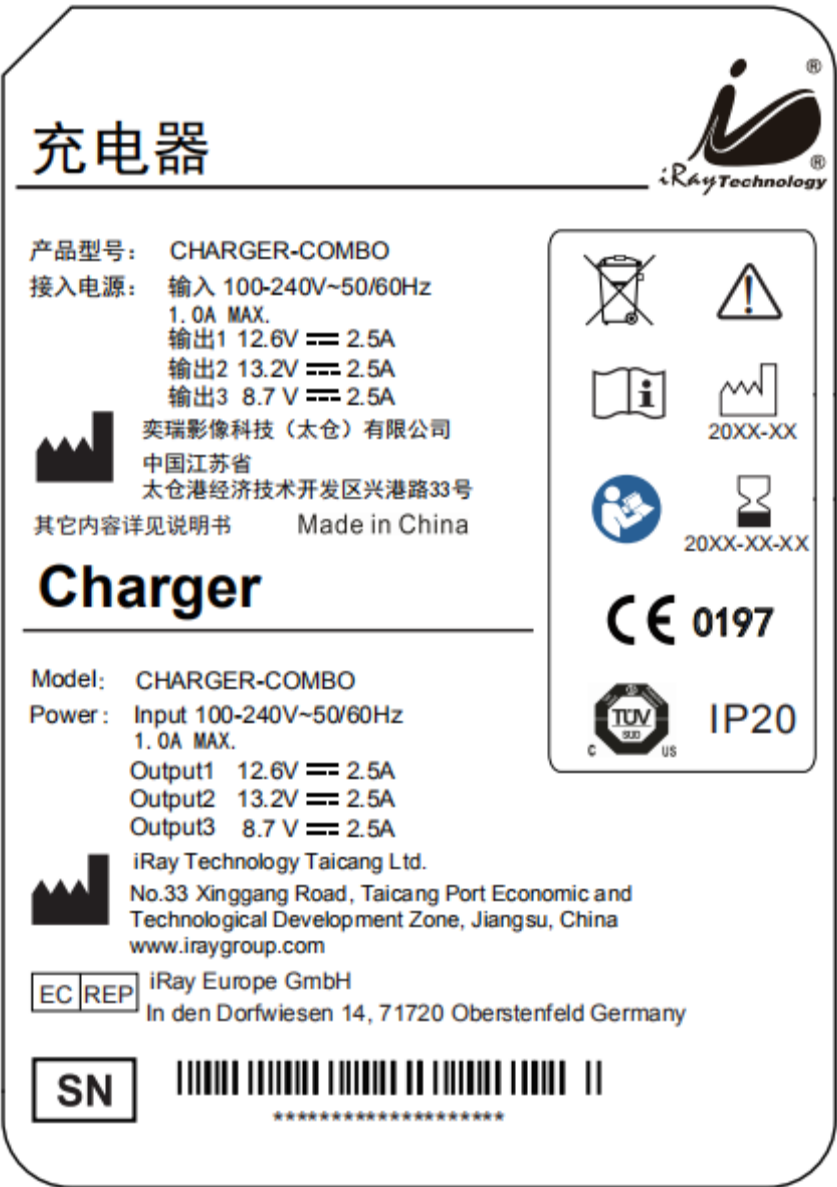 充电器
® ® iRayTechnology
产品型号： CHARGER-COMBO
接入电源： 输入 100-240V~50/60Hz
1.0A MAX.
输出1 12.6V ⎓ 2.5A
输出2 13.2V ⎓ 2.5A
输出3 8.7 V ⎓ 2.5A
奕瑞影像科技（太仓）有限公司
中国江苏省
太仓港经济技术开发区兴港路33号
其它内容详见说明书 Made in China
20XX-XX
20XX-XX-XX
CE 0197
TÜV
SUD
C US
IP20
Charger
Model: CHARGER-COMBO
Power: Input 100-240V~50/60Hz
1.0A MAX.
Output1 12.6V ⎓ 2.5A
Output2 13.2V ⎓ 2.5A
Output3 8.7 V ⎓ 2.5A
iRay Technology Taicang Ltd.
No.33 Xinggang Road, Taicang Port Economic and
Technological Development Zone, Jiangsu, China
www.iraygroup.com
EC REP iRay Europe GmbH
In den Dorfwiesen 14, 71720 Oberstenfeld Germany
SN
********************